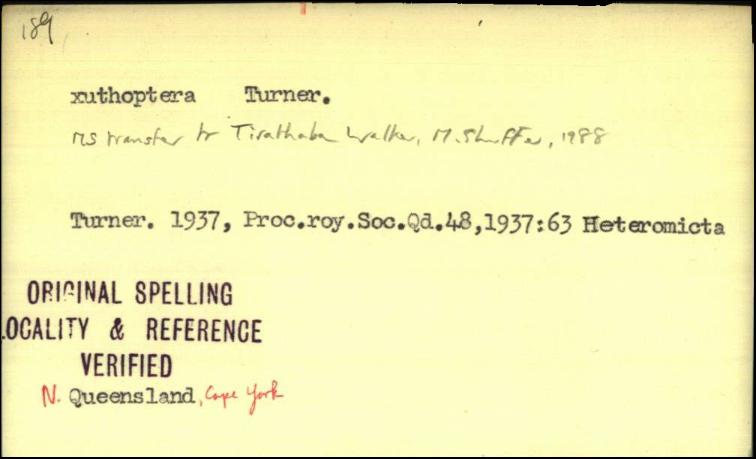 189
xuthoptera Turner.
MS transfer to Tirathaba Walker, M. Shaffer, 1988
Turner. 1937, Proc.roy.Soc.Qd.48,1937:63 Heteromicta
ORIGINAL SPELLING
LOCALITY & REFERENCE
VERIFIED
N. Queensland, Cape York